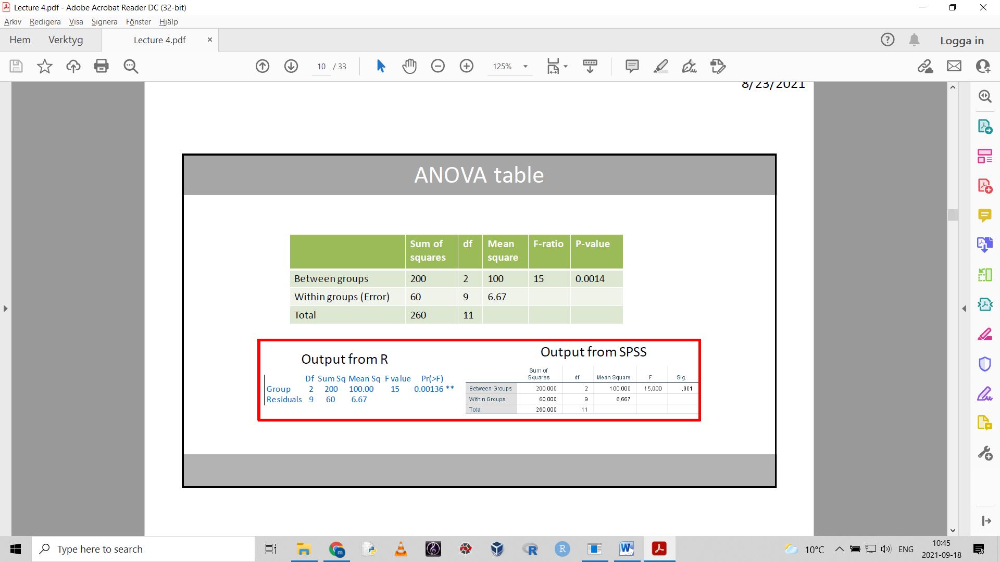 Lecture 4.pdf - Adobe Acrobat Reader DC (32-bit)
Arkiv Redigera Visa Signera Fönster Hjälp
Hem Verktyg Lecture 4.pdf × Logga in
10 / 33 125%
8/23/2021
ANOVA table
Sum of squares df Mean square F-ratio P-value
Between groups 200 2 100 15 0.0014
Within groups (Error) 60 9 6.67
Total 260 11
Output from R
Df Sum Sq Mean Sq F value Pr(>F)
Group 2 200 100.00 15 0.00136 **
Residuals 9 60 6.67
Output from SPSS
Sum of Squares df Mean Square F Sig.
Between Groups 200,000 2 100,000 15,000 ,001
Within Groups 60,000 9 6,667
Total 260,000 11
Type here to search
10°C ENG
10:45
2021-09-18